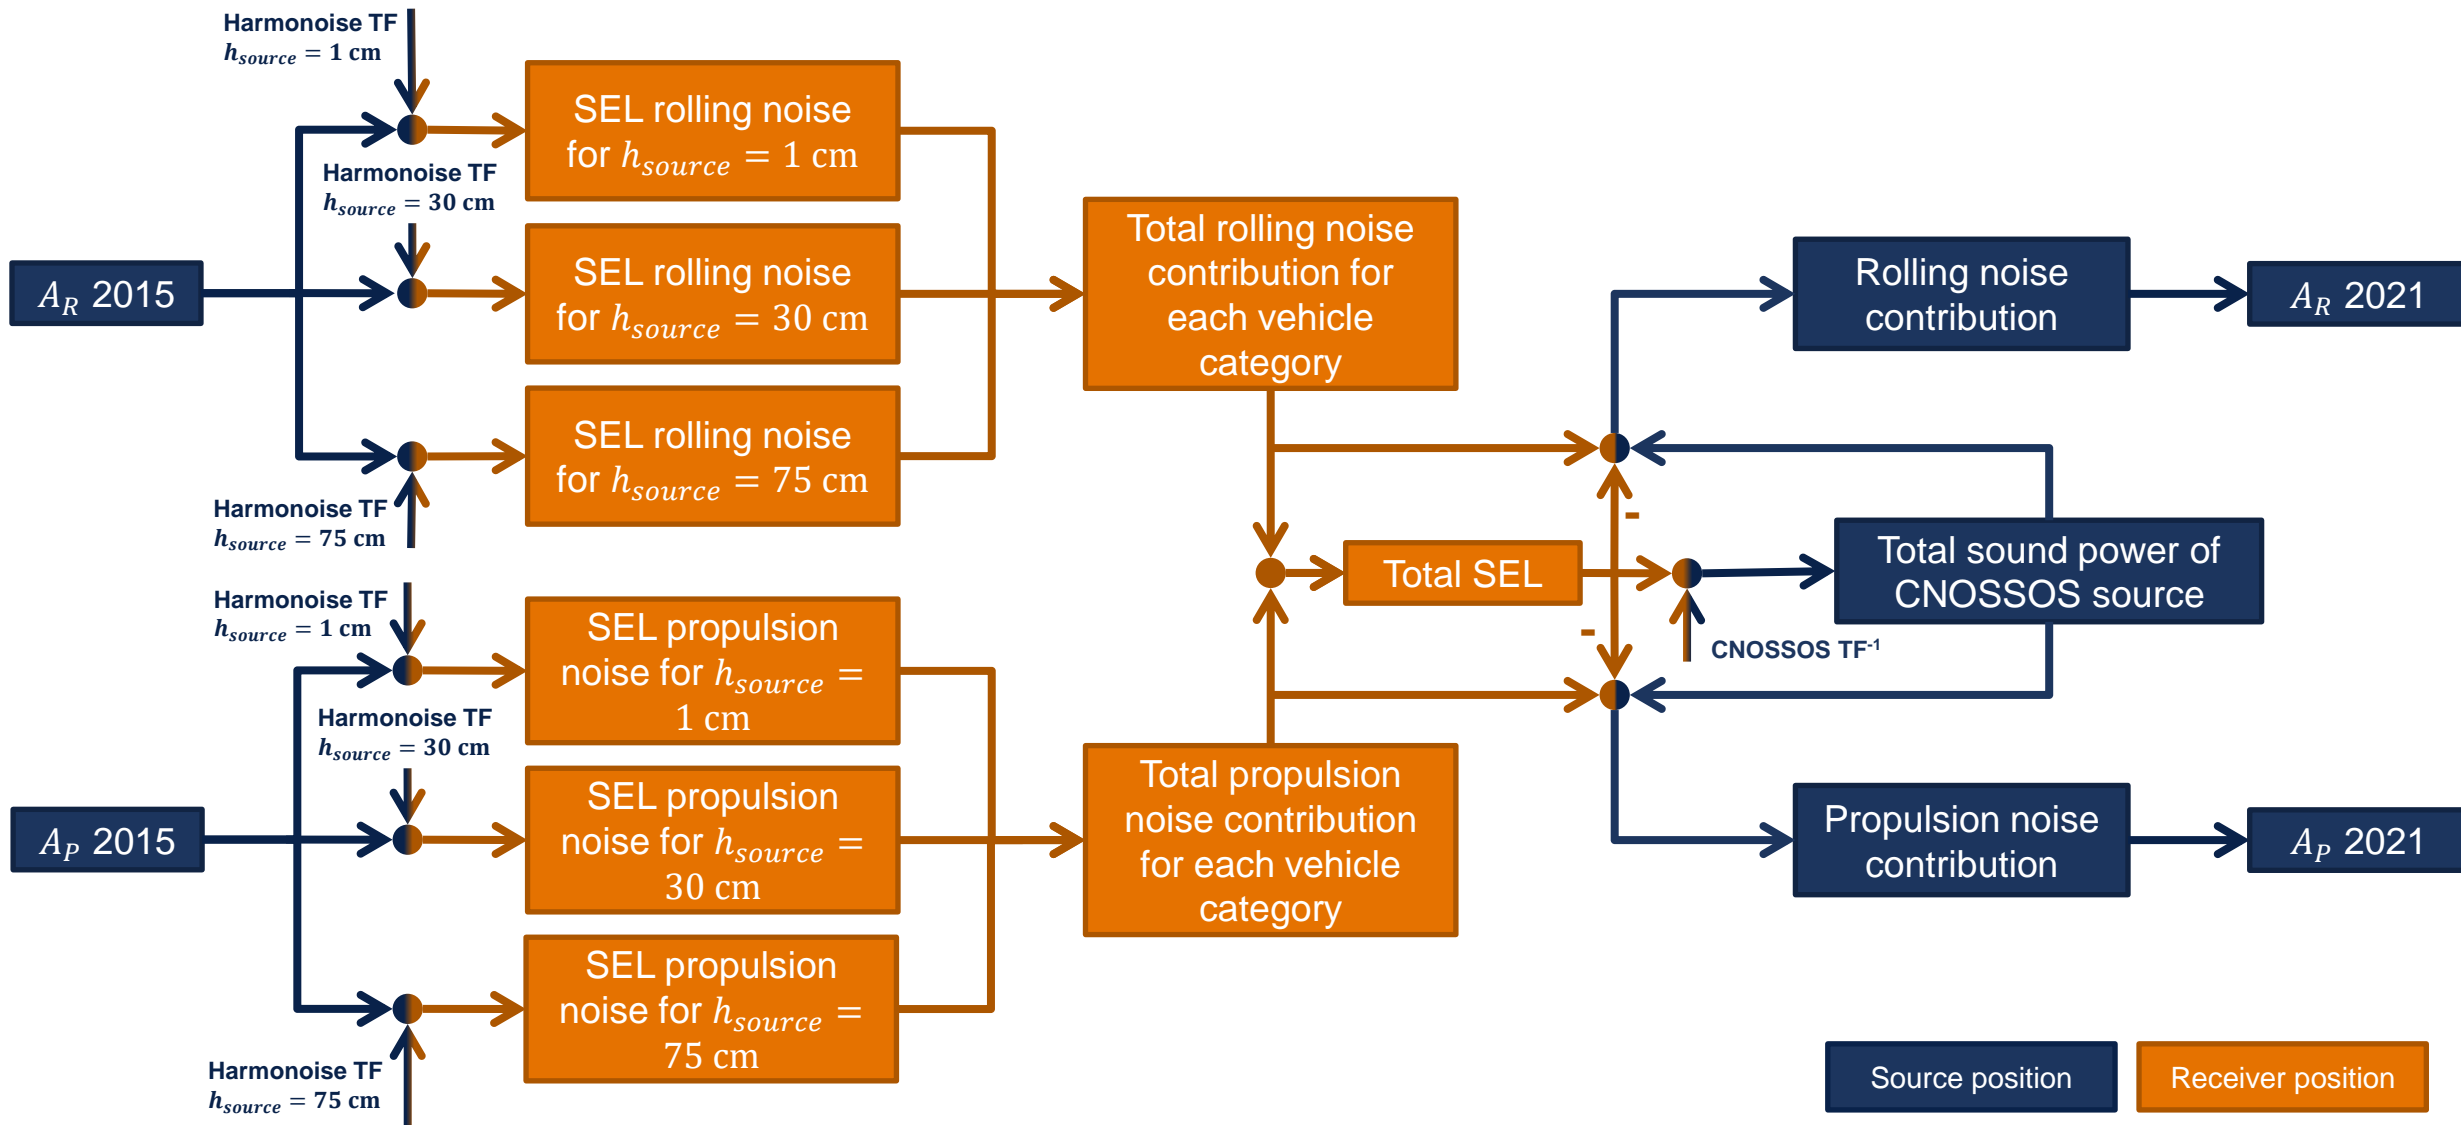 Harmonoise TF
h_source = 1 cm
SEL rolling noise
for h_source = 1 cm
Harmonoise TF
h_source = 30 cm
A_R 2015
SEL rolling noise
for h_source = 30 cm
SEL rolling noise
for h_source = 75 cm
Harmonoise TF
h_source = 75 cm
Total rolling noise
contribution for
each vehicle
category
Rolling noise
contribution
A_R 2021
Total SEL
-
-
CNOSSOS TF⁻¹
Total sound power of
CNOSSOS source
Harmonoise TF
h_source = 1 cm
SEL propulsion
noise for h_source =
1 cm
Harmonoise TF
h_source = 30 cm
A_P 2015
SEL propulsion
noise for h_source =
30 cm
SEL propulsion
noise for h_source =
75 cm
Harmonoise TF
h_source = 75 cm
Total propulsion
noise contribution
for each vehicle
category
Propulsion noise
contribution
A_P 2021
Source position
Receiver position